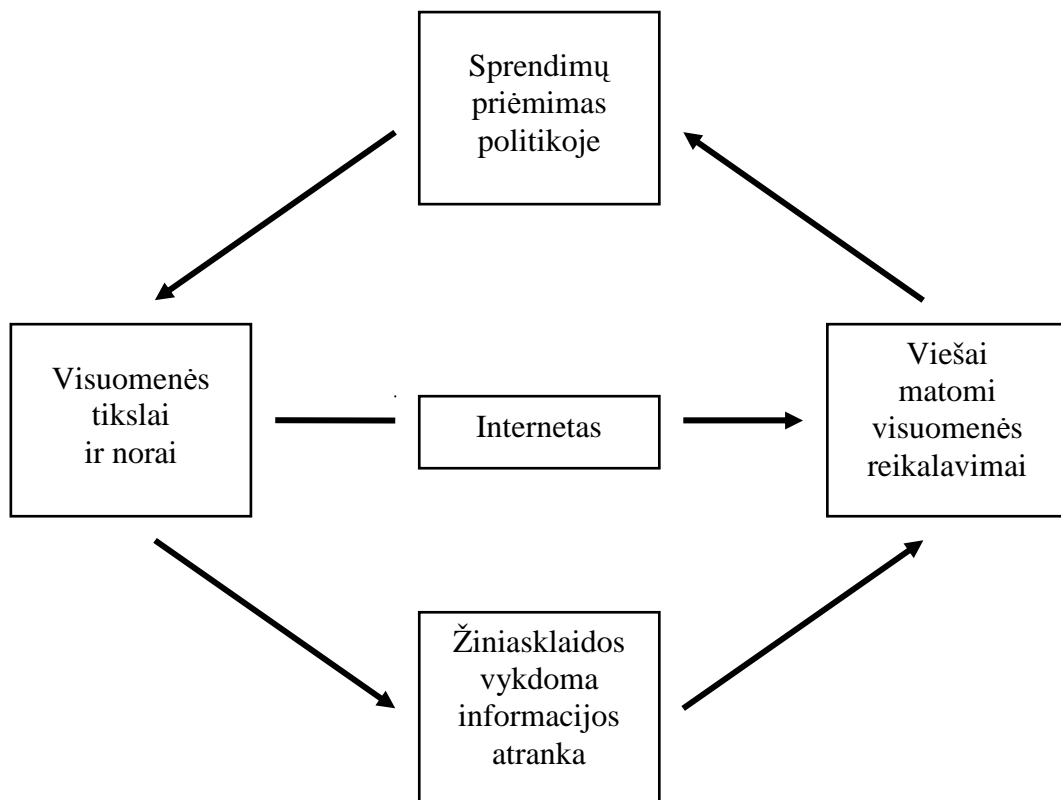 Sprendimų
priėmimas
politikoje
Visuomenės
tikslai
ir norai
Internetas
Viešai
matomi
visuomenės
reikalavimai
Žiniasklaidos
vykdoma
informacijos
atranka